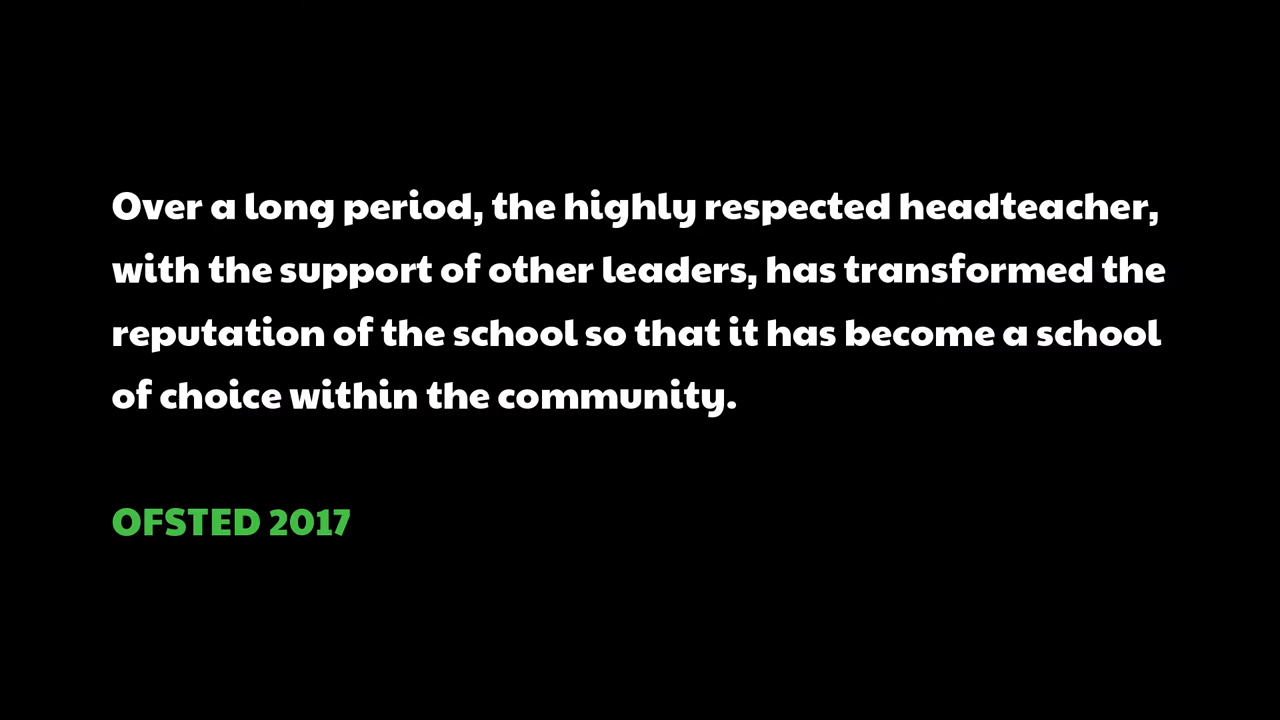 Over a long period, the highly respected headteacher,
with the support of other leaders, has transformed the
reputation of the school so that it has become a school
of choice within the community.
OFSTED 2017